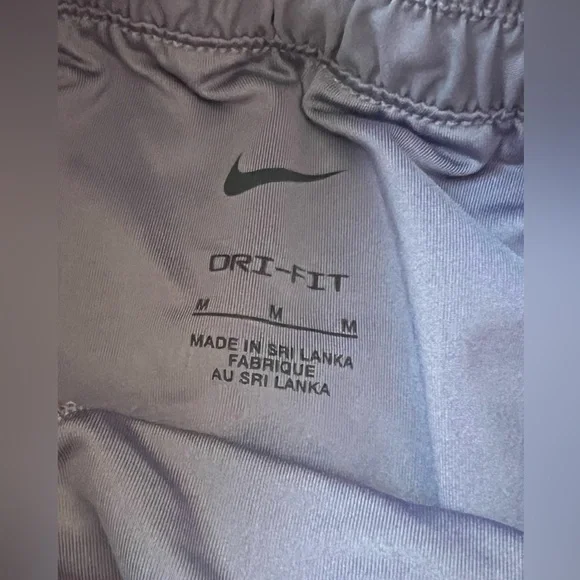 DRI-FIT
M M M
MADE IN SRI LANKA
FABRIQUE
AU SRI LANKA